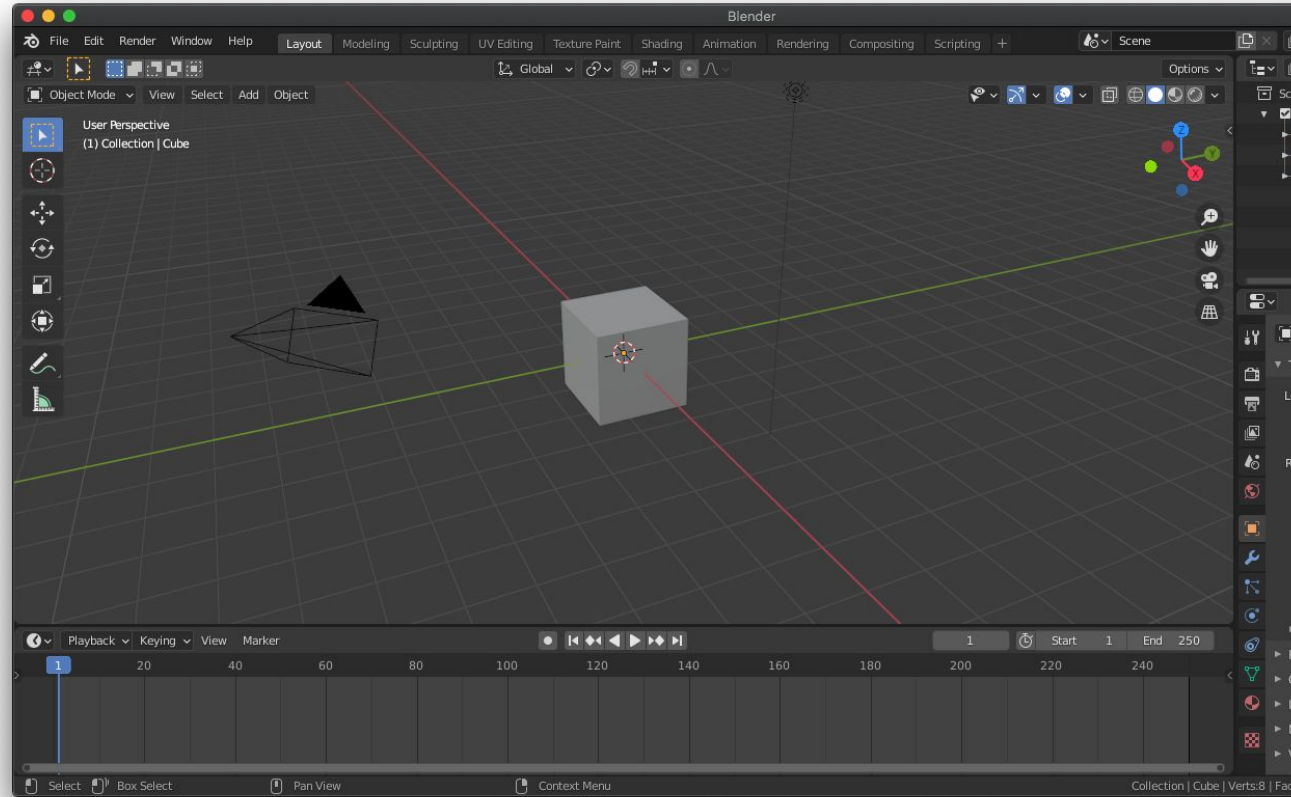 Blender
File Edit Render Window Help Layout Modeling Sculpting UV Editing Texture Paint Shading Animation Rendering Compositing Scripting + Scene
Global Options
Object Mode View Select Add Object
Sc
User Perspective
(1) Collection | Cube
Z
Y
X
L
R
Playback Keying View Marker 1 Start 1 End 250
1 20 40 60 80 100 120 140 160 180 200 220 240
Select Box Select Pan View Context Menu Collection | Cube | Verts:8 | Fac